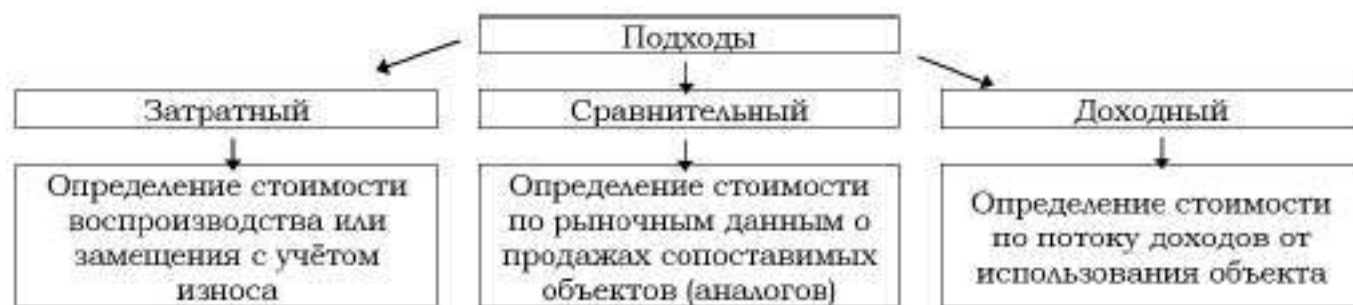 Подходы
Затратный
Сравнительный
Доходный
Определение стоимости
воспроизводства или
замещения с учётом
износа
Определение стоимости
по рыночным данным о
продажах сопоставимых
объектов (аналогов)
Определение стоимости
по потоку доходов от
использования объекта